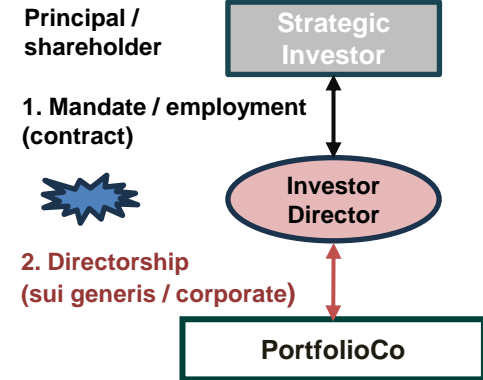 Principal /
shareholder
Strategic
Investor
1. Mandate / employment
(contract)
Investor
Director
2. Directorship
(sui generis / corporate)
PortfolioCo